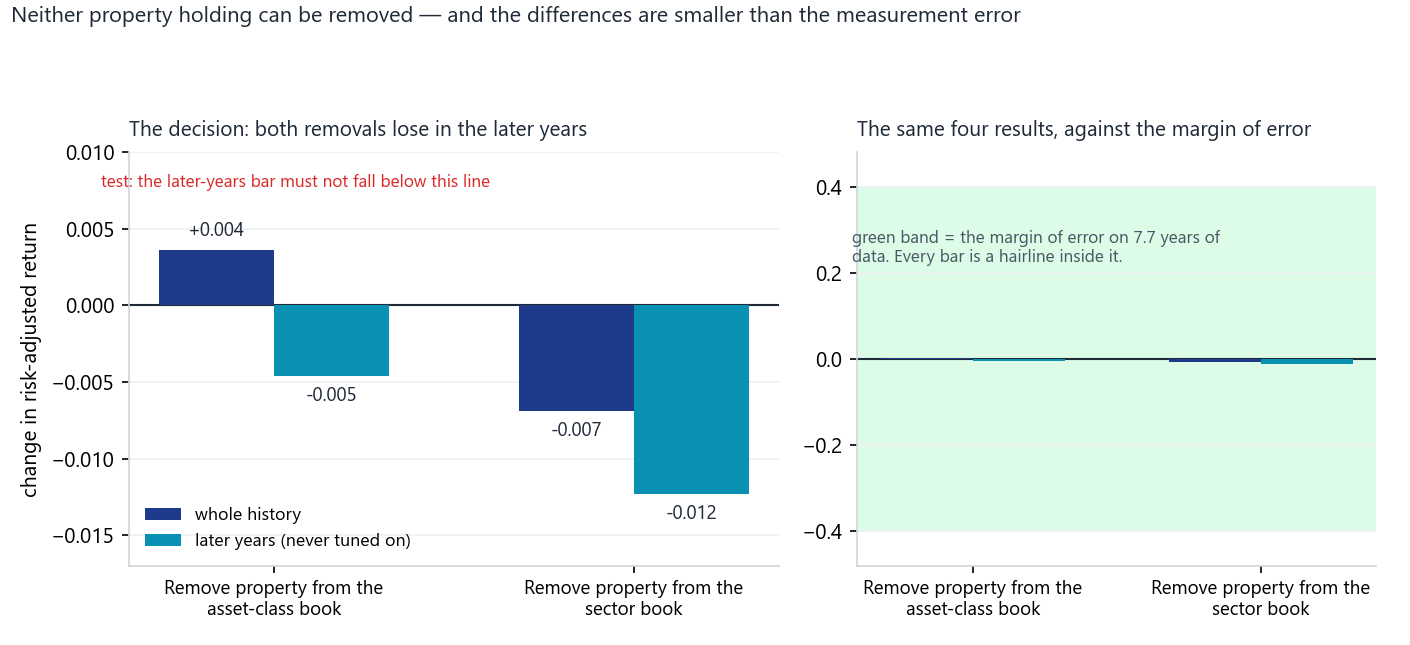 Neither property holding can be removed — and the differences are smaller than the measurement error
The decision: both removals lose in the later years
0.010
test: the later-years bar must not fall below this line
0.005
+0.004
0.000
-0.005
−0.005
-0.007
−0.010
-0.012
−0.015
change in risk-adjusted return
whole history
later years (never tuned on)
Remove property from the
asset-class book
Remove property from the
sector book
The same four results, against the margin of error
0.4
green band = the margin of error on 7.7 years of
data. Every bar is a hairline inside it.
0.2
0.0
−0.2
−0.4
Remove property from the
asset-class book
Remove property from the
sector book